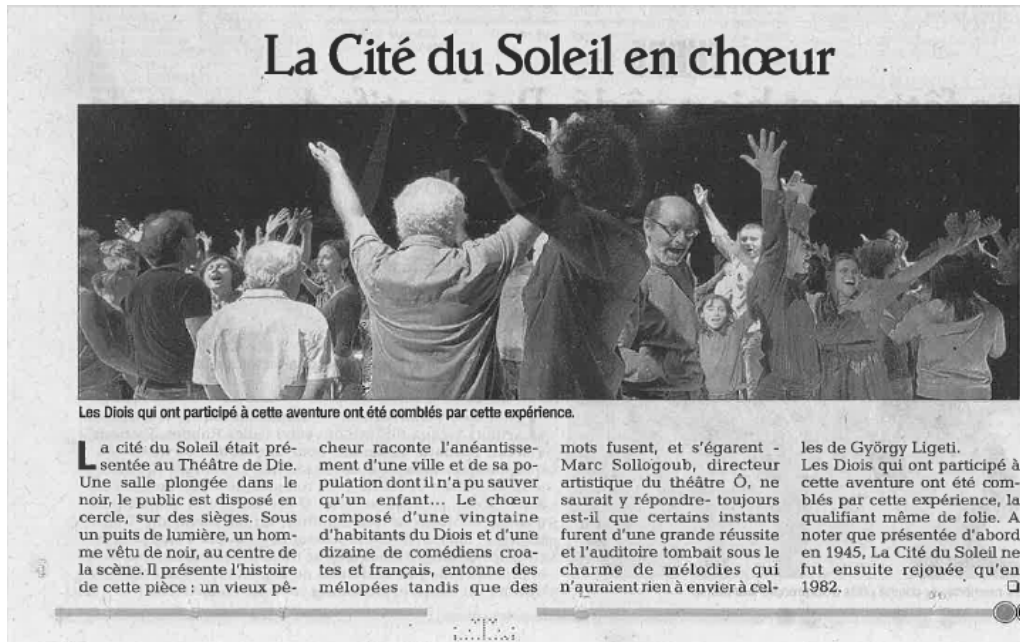 La Cité du Soleil en chœur
Les Diois qui ont participé à cette aventure ont été comblés par cette expérience.
La cité du Soleil était pré-
sentée au Théâtre de Die.
Une salle plongée dans le
noir, le public est disposé en
cercle, sur des sièges. Sous
un puits de lumière, un hom-
me vêtu de noir, au centre de
la scène. Il présente l'histoire
de cette pièce : un vieux pê-
cheur raconte l'anéantisse-
ment d'une ville et de sa po-
pulation dont il n'a pu sauver
qu'un enfant... Le chœur
composé d'une vingtaine
d'habitants du Diois et d'une
dizaine de comédiens croa-
tes et français, entonne des
mélopées tandis que des
mots fusent, et s'égarent -
Marc Sollogoub, directeur
artistique du théâtre Ô, ne
saurait y répondre- toujours
est-il que certains instants
furent d'une grande réussite
et l'auditoire tombait sous le
charme de mélodies qui
n'auraient rien à envier à cel-
les de György Ligeti.
Les Diois qui ont participé à
cette aventure ont été com-
blés par cette expérience, la
qualifiant même de folie. A
noter que présentée d'abord
en 1945, La Cité du Soleil ne
fut ensuite rejouée qu'en
1982.